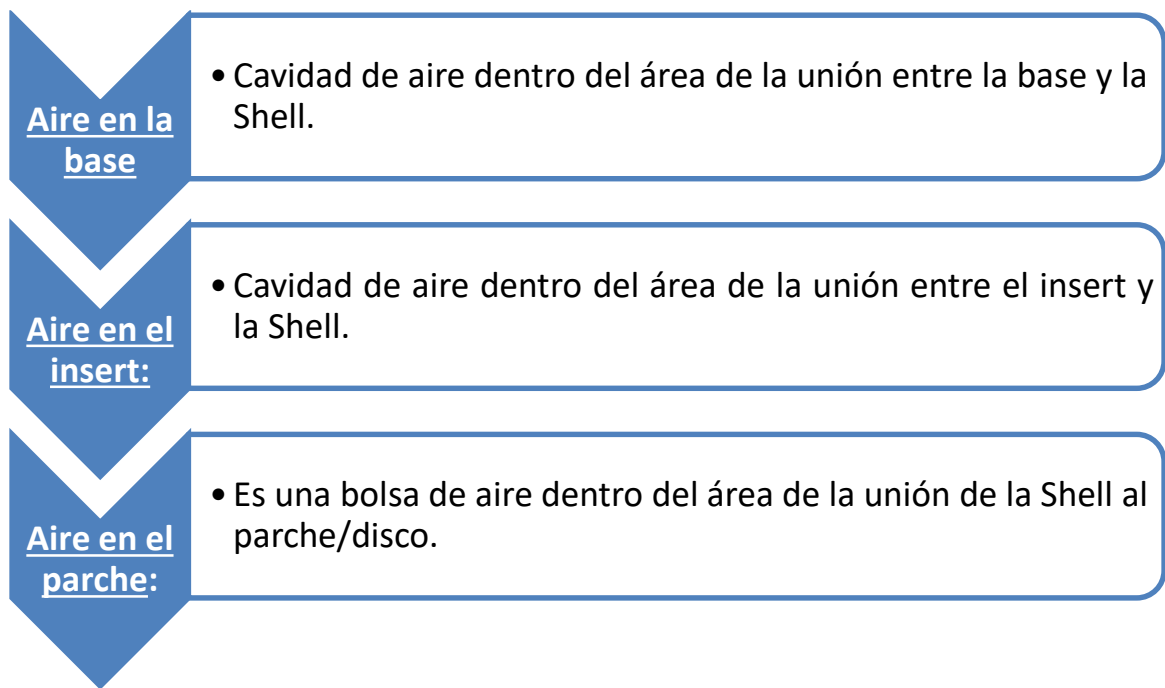 Aire en la
base
• Cavidad de aire dentro del área de la unión entre la base y la
Shell.
Aire en el
insert:
• Cavidad de aire dentro del área de la unión entre el insert y
la Shell.
Aire en el
parche:
• Es una bolsa de aire dentro del área de la unión de la Shell al
parche/disco.